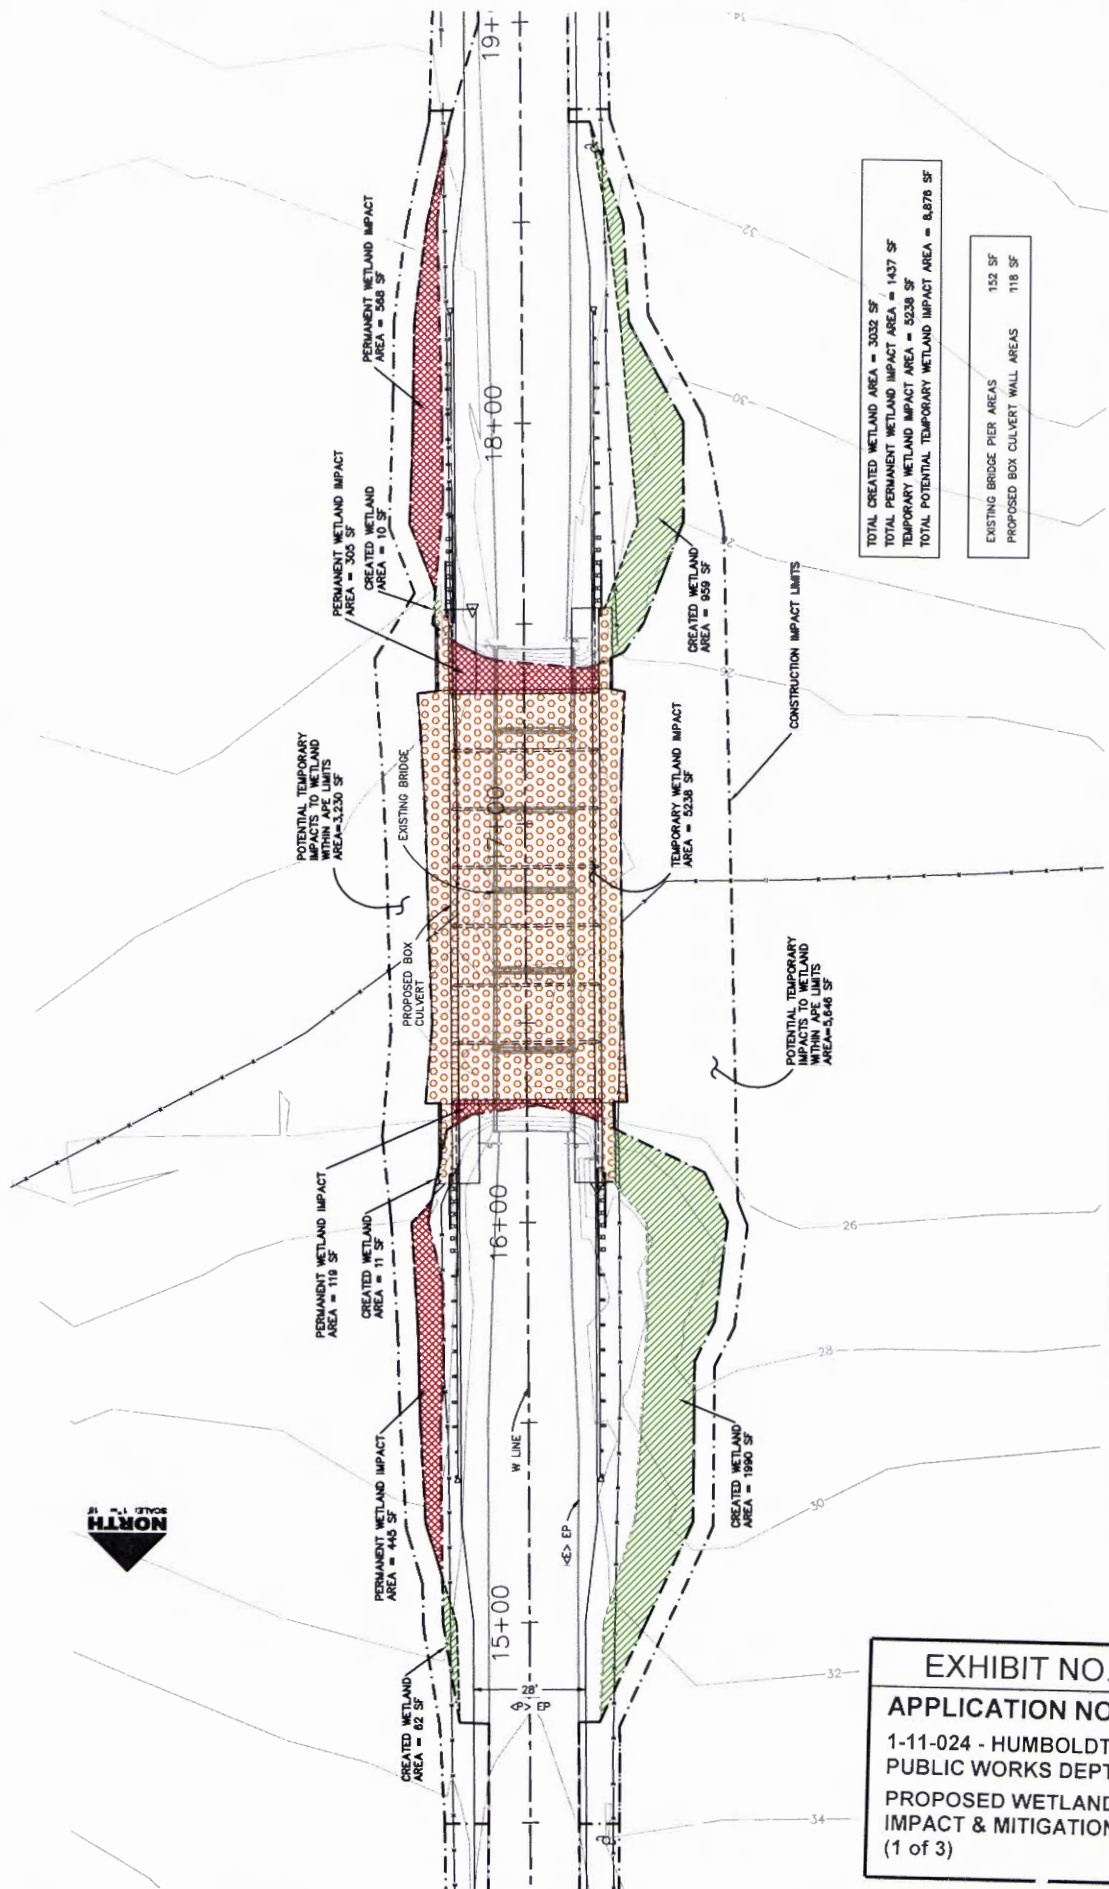 19+
34
PERMANENT WETLAND IMPACT
AREA = 568 SF
32
18+00
30
PERMANENT WETLAND IMPACT
AREA = 305 SF
CREATED WETLAND
AREA = 10 SF
CREATED WETLAND
AREA = 959 SF
28
TOTAL CREATED WETLAND AREA = 3032 SF
TOTAL PERMANENT WETLAND IMPACT AREA = 1437 SF
TEMPORARY WETLAND IMPACT AREA = 5238 SF
TOTAL POTENTIAL TEMPORARY WETLAND IMPACT AREA = 8,876 SF
EXISTING BRIDGE PIER AREAS 152 SF
PROPOSED BOX CULVERT WALL AREAS 118 SF
CONSTRUCTION IMPACT LIMITS
POTENTIAL TEMPORARY
IMPACTS TO WETLAND
WITHIN APE LIMITS
AREA=3,230 SF
EXISTING BRIDGE
17+00
TEMPORARY WETLAND IMPACT
AREA = 5238 SF
PROPOSED BOX
CULVERT
POTENTIAL TEMPORARY
IMPACTS TO WETLAND
WITHIN APE LIMITS
AREA=5,646 SF
PERMANENT WETLAND IMPACT
AREA = 119 SF
CREATED WETLAND
AREA = 11 SF
16+00
26
28
PERMANENT WETLAND IMPACT
AREA = 445 SF
W LINE
CREATED WETLAND
AREA = 1990 SF
30
<E> EP
NORTH
15+00
CREATED WETLAND
AREA = 62 SF
28'
<P> EP
32
34
EXHIBIT NO.
APPLICATION NO
1-11-024 - HUMBOLDT
PUBLIC WORKS DEPT
PROPOSED WETLAND
IMPACT & MITIGATION
(1 of 3)